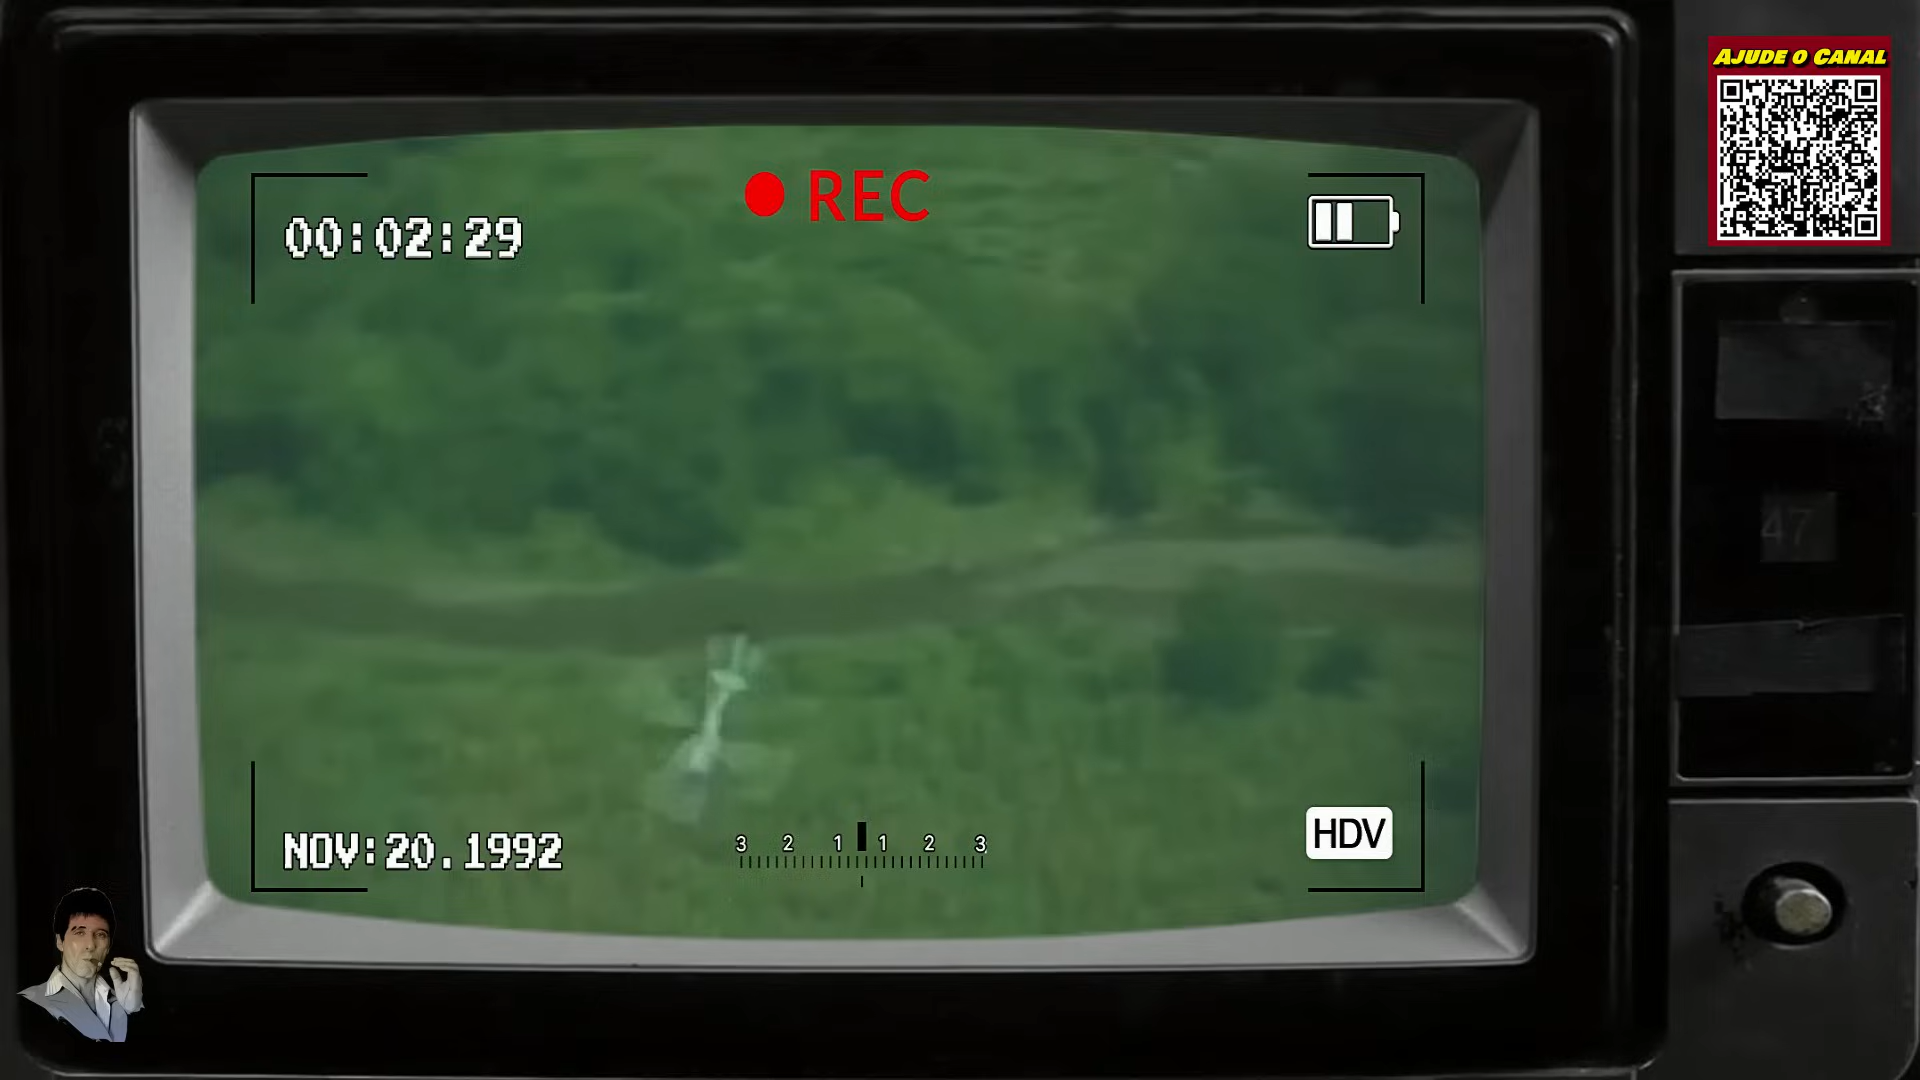 AJUDE O CANAL
REC
00:02:29
47
NOV:20.1992
3 2 1 1 2 3
HDV